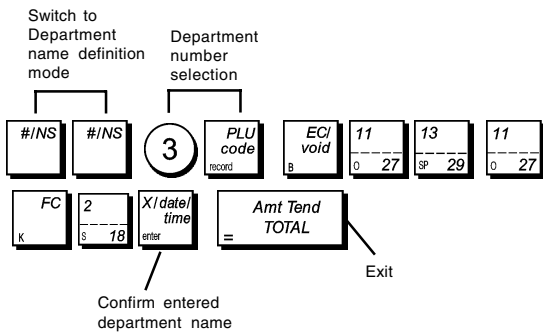 Switch to
Department
name definition
mode
Department
number
selection
#/NS
#/NS
3
PLU
code
record
EC/
void
B
11
O 27
13
SP 29
11
O 27
FC
K
2
S 18
X/date/
time
enter
Amt Tend
TOTAL
=
Exit
Confirm entered
department name